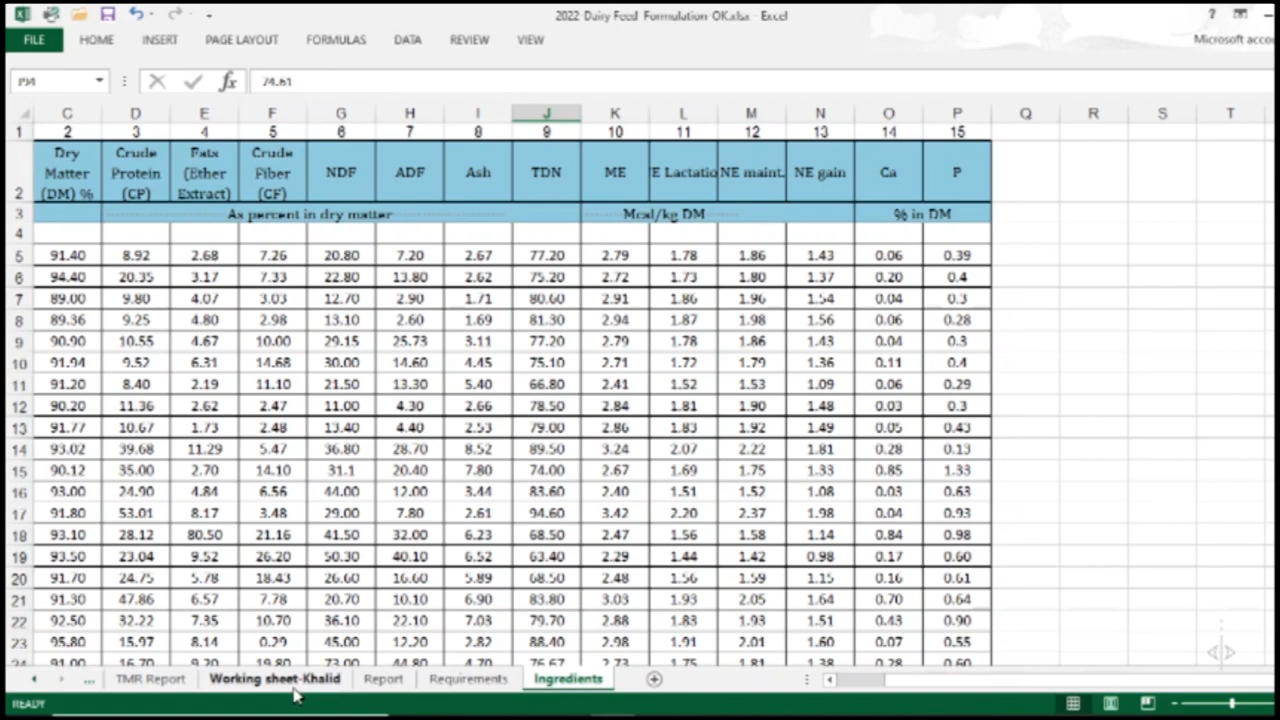 2022 Dairy Feed Formulation OK.xlsx - Excel
?
FILE HOME INSERT PAGE LAYOUT FORMULAS DATA REVIEW VIEW
Microsoft acco
74.61
C D E F G H I J K L M N O P Q R S T
1 2 3 4 5 6 7 8 9 10 11 12 13 14 15
2 Dry Matter (DM) % Crude Protein (CP) Fats (Ether Extract) Crude Fiber (CF) NDF ADF Ash TDN ME E Lactatio NE maint. NE gain Ca P
3 As percent in dry matter Mcal/kg DM % in DM
4
5 91.40 8.92 2.68 7.26 20.80 7.20 2.67 77.20 2.79 1.78 1.86 1.43 0.06 0.39
6 94.40 20.35 3.17 7.33 22.80 13.80 2.62 75.20 2.72 1.73 1.80 1.37 0.20 0.4
7 89.00 9.80 4.07 3.03 12.70 2.90 1.71 80.60 2.91 1.86 1.96 1.54 0.04 0.3
8 89.36 9.25 4.80 2.98 13.10 2.60 1.69 81.30 2.94 1.87 1.98 1.56 0.06 0.28
9 90.90 10.55 4.67 10.00 29.15 25.73 3.11 77.20 2.79 1.78 1.86 1.43 0.04 0.3
10 91.94 9.52 6.31 14.68 30.00 14.60 4.45 75.10 2.71 1.72 1.79 1.36 0.11 0.4
11 91.20 8.40 2.19 11.10 21.50 13.30 5.40 66.80 2.41 1.52 1.53 1.09 0.06 0.29
12 90.20 11.36 2.62 2.47 11.00 4.30 2.66 78.50 2.84 1.81 1.90 1.48 0.03 0.3
13 91.77 10.67 1.73 2.48 13.40 4.40 2.53 79.00 2.86 1.83 1.92 1.49 0.05 0.43
14 93.02 39.68 11.29 5.47 36.80 28.70 8.52 89.50 3.24 2.07 2.22 1.81 0.28 0.13
15 90.12 35.00 2.70 14.10 31.1 20.40 7.80 74.00 2.67 1.69 1.75 1.33 0.85 1.33
16 93.00 24.90 4.84 6.56 44.00 12.00 3.44 83.60 2.40 1.51 1.52 1.08 0.03 0.63
17 91.80 53.01 8.17 3.48 29.00 7.80 2.61 94.60 3.42 2.20 2.37 1.98 0.04 0.93
18 93.10 28.12 80.50 21.16 41.50 32.00 6.23 68.50 2.47 1.56 1.58 1.14 0.84 0.98
19 93.50 23.04 9.52 26.20 50.30 40.10 6.52 63.40 2.29 1.44 1.42 0.98 0.17 0.60
20 91.70 24.75 5.78 18.43 26.60 16.60 5.89 68.50 2.48 1.56 1.59 1.15 0.16 0.61
21 91.30 47.86 6.57 7.78 20.70 10.10 6.90 83.80 3.03 1.93 2.05 1.64 0.70 0.64
22 92.50 32.22 7.35 10.70 36.10 22.10 7.03 79.70 2.88 1.83 1.93 1.51 0.43 0.90
23 95.80 15.97 8.14 0.29 45.00 12.20 2.82 88.40 2.98 1.91 2.01 1.60 0.07 0.55
24 91.00 16.70 9.20 19.80 73.00 44.80 4.70 76.67 2.73 1.75 1.81 1.38 0.28 0.60
... TMR Report Working sheet-Khalid Report Requirements Ingredients
READY